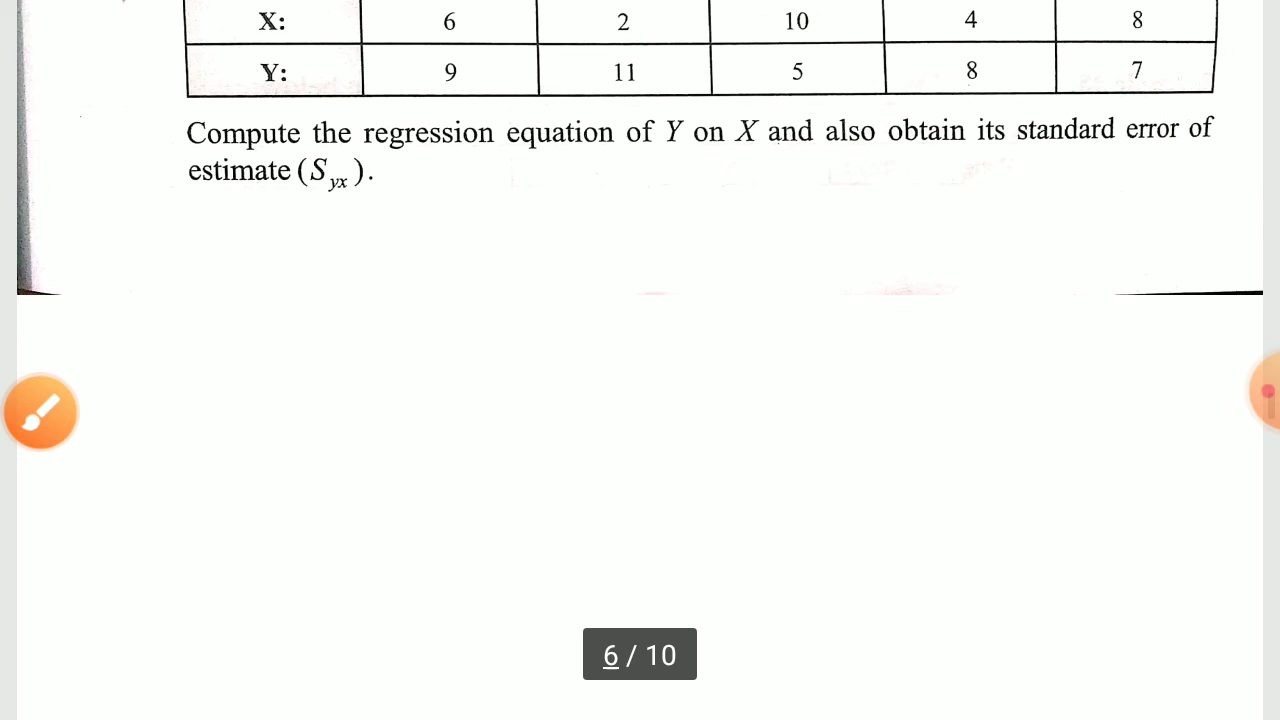 X: 6 2 10 4 8
Y: 9 11 5 8 7
Compute the regression equation of Y on X and also obtain its standard error of
estimate (S yx).
6 / 10